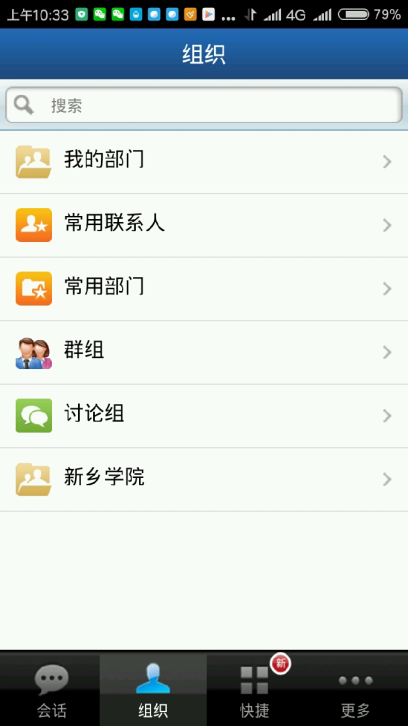 上午10:33 ... 4G 79%
组织
搜索
我的部门
常用联系人
常用部门
群组
讨论组
新乡学院
新
会话 组织 快捷 更多